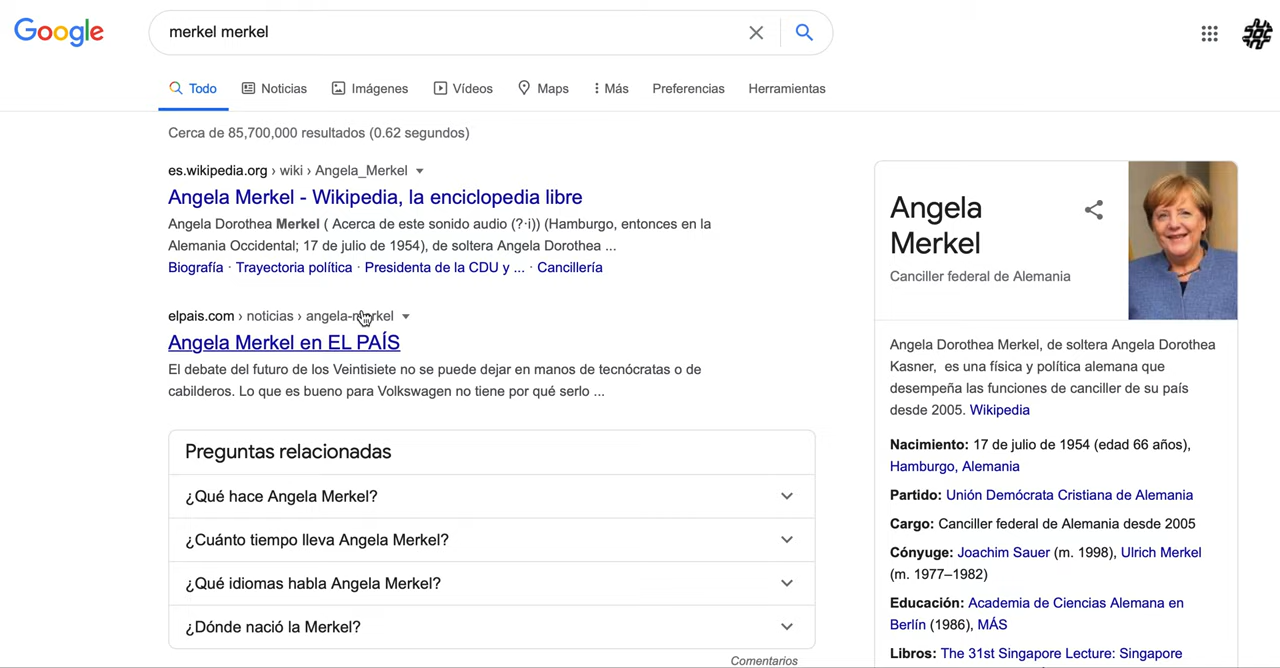 Google
merkel merkel
Todo Noticias Imágenes Vídeos Maps Más Preferencias Herramientas
Cerca de 85,700,000 resultados (0.62 segundos)
es.wikipedia.org › wiki › Angela_Merkel
Angela Merkel - Wikipedia, la enciclopedia libre
Angela Dorothea Merkel ( Acerca de este sonido audio (?·i)) (Hamburgo, entonces en la
Alemania Occidental; 17 de julio de 1954), de soltera Angela Dorothea ...
Biografía · Trayectoria política · Presidenta de la CDU y ... · Cancillería
elpais.com › noticias › angela-merkel
Angela Merkel en EL PAÍS
El debate del futuro de los Veintisiete no se puede dejar en manos de tecnócratas o de
cabilderos. Lo que es bueno para Volkswagen no tiene por qué serlo ...
Preguntas relacionadas
¿Qué hace Angela Merkel?
¿Cuánto tiempo lleva Angela Merkel?
¿Qué idiomas habla Angela Merkel?
¿Dónde nació la Merkel?
Comentarios
Angela
Merkel
Canciller federal de Alemania
Angela Dorothea Merkel, de soltera Angela Dorothea
Kasner, es una física y política alemana que
desempeña las funciones de canciller de su país
desde 2005. Wikipedia
Nacimiento: 17 de julio de 1954 (edad 66 años),
Hamburgo, Alemania
Partido: Unión Demócrata Cristiana de Alemania
Cargo: Canciller federal de Alemania desde 2005
Cónyuge: Joachim Sauer (m. 1998), Ulrich Merkel
(m. 1977–1982)
Educación: Academia de Ciencias Alemana en
Berlín (1986), MÁS
Libros: The 31st Singapore Lecture: Singapore